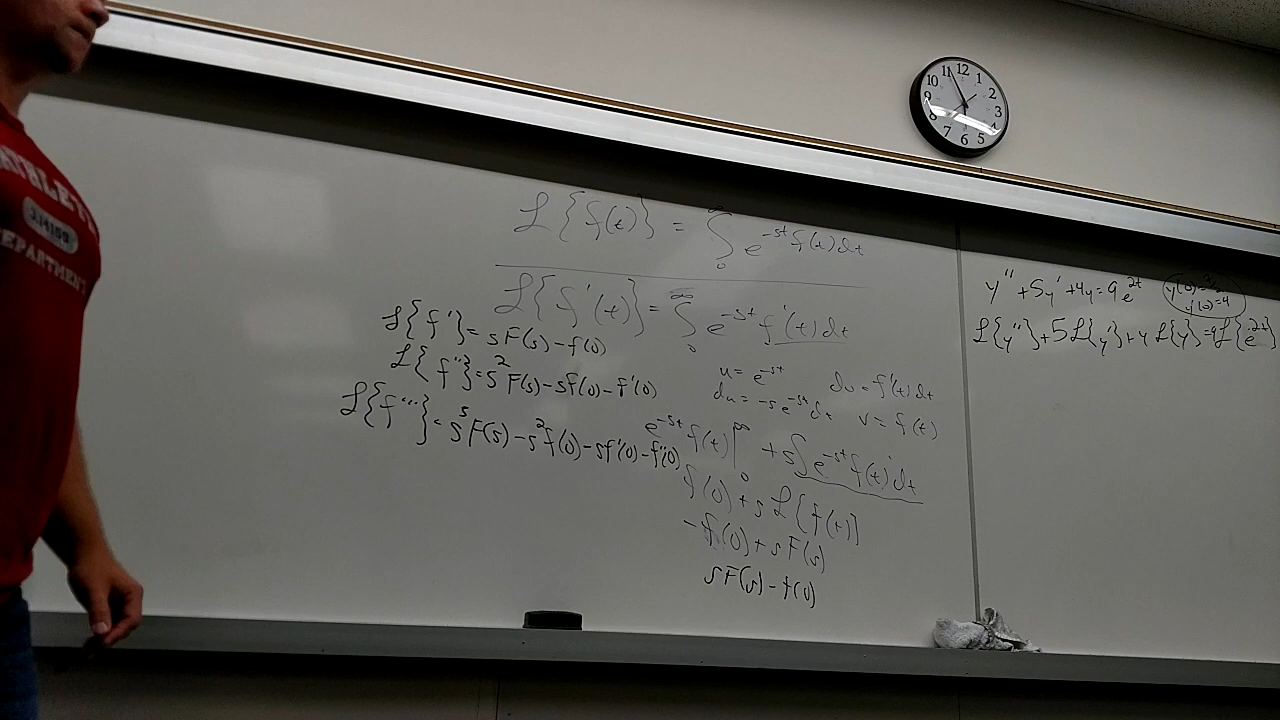 ℒ{f(t)} = ∫₀^∞ e^-st f(t)dt
ℒ{f'(t)} = ∫₀^∞ e^-st f'(t)dt
ℒ{f'} = sF(s) - f(0)
ℒ{f''} = s²F(s) - sf(0) - f'(0)
ℒ{f'''} = s³F(s) - s²f(0) - sf'(0) - f''(0)
u = e^-st dv = f'(t)dt
du = -se^-st dt v = f(t)
e^-st f(t)|₀^∞ + s∫e^-st f(t)dt
f(0) + sℒ{f(t)}
-f(0) + sF(s)
sF(s) - f(0)
y'' + 5y' + 4y = 9e^2t
y'(0)=4
ℒ{y''} + 5ℒ{y'} + 4ℒ{y} = 9ℒ{e^2t}
12
1
2
3
4
5
6
7
8
9
10
11